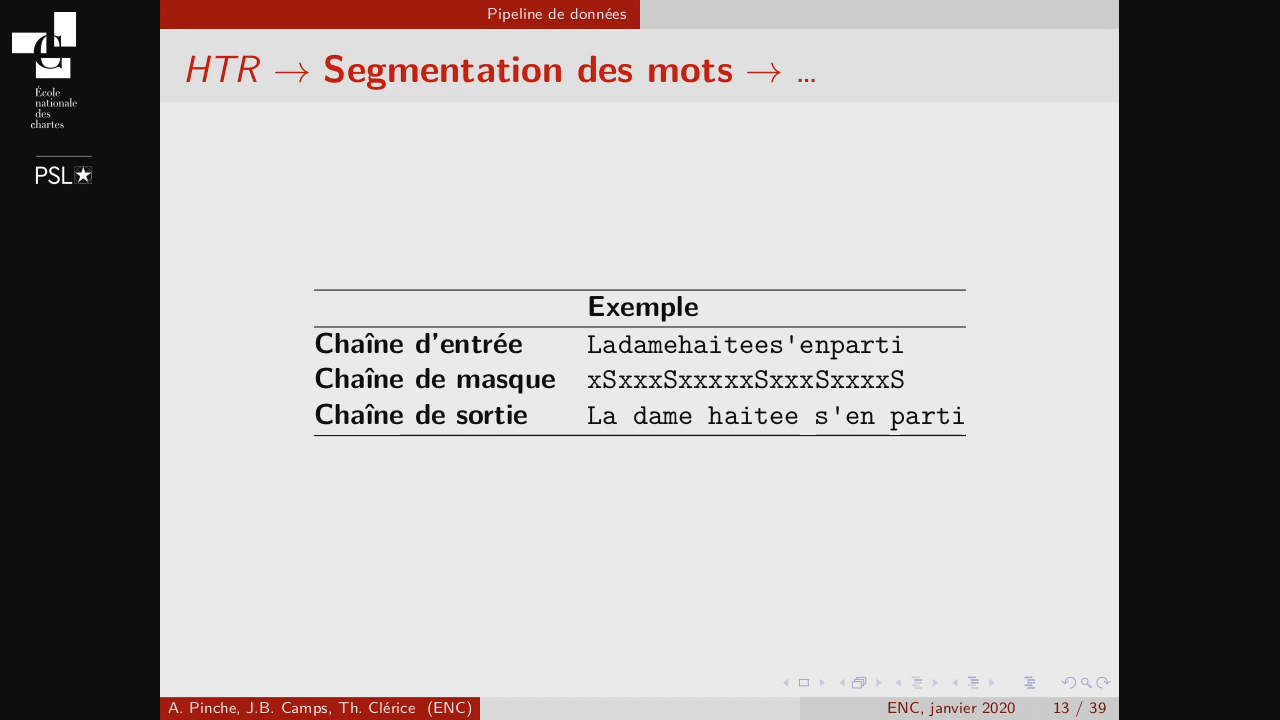 École
nationale
des
chartes
PSL
Pipeline de données
HTR → Segmentation des mots → ...
Exemple
Chaîne d'entrée Ladamehaitees'enparti
Chaîne de masque xSxxxSxxxxxSxxxSxxxxS
Chaîne de sortie La dame haitee s'en parti
A. Pinche, J.B. Camps, Th. Clérice (ENC)
ENC, janvier 2020 13 / 39